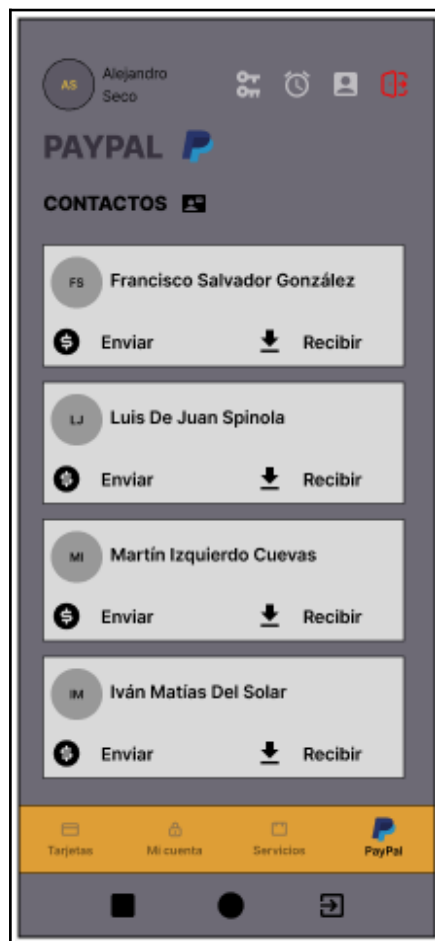 AS
Alejandro
Seco
PAYPAL
CONTACTOS
FS Francisco Salvador González
Enviar Recibir
LJ Luis De Juan Spinola
Enviar Recibir
MI Martín Izquierdo Cuevas
Enviar Recibir
IM Iván Matías Del Solar
Enviar Recibir
Tarjetas Mi cuenta Servicios PayPal